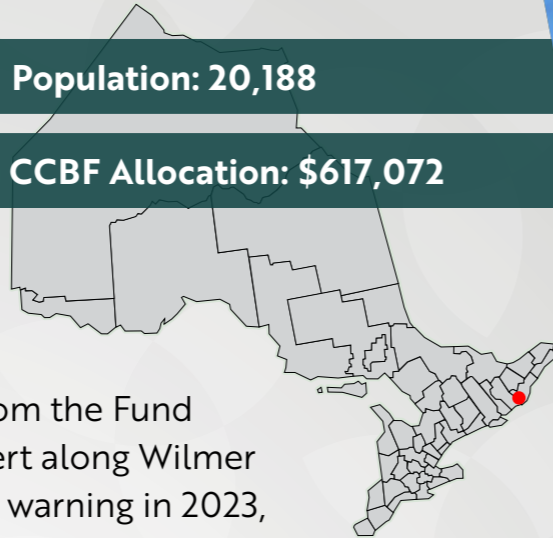 Population: 20,188
CCBF Allocation: $617,072
om the Fund
ert along Wilmer
warning in 2023,